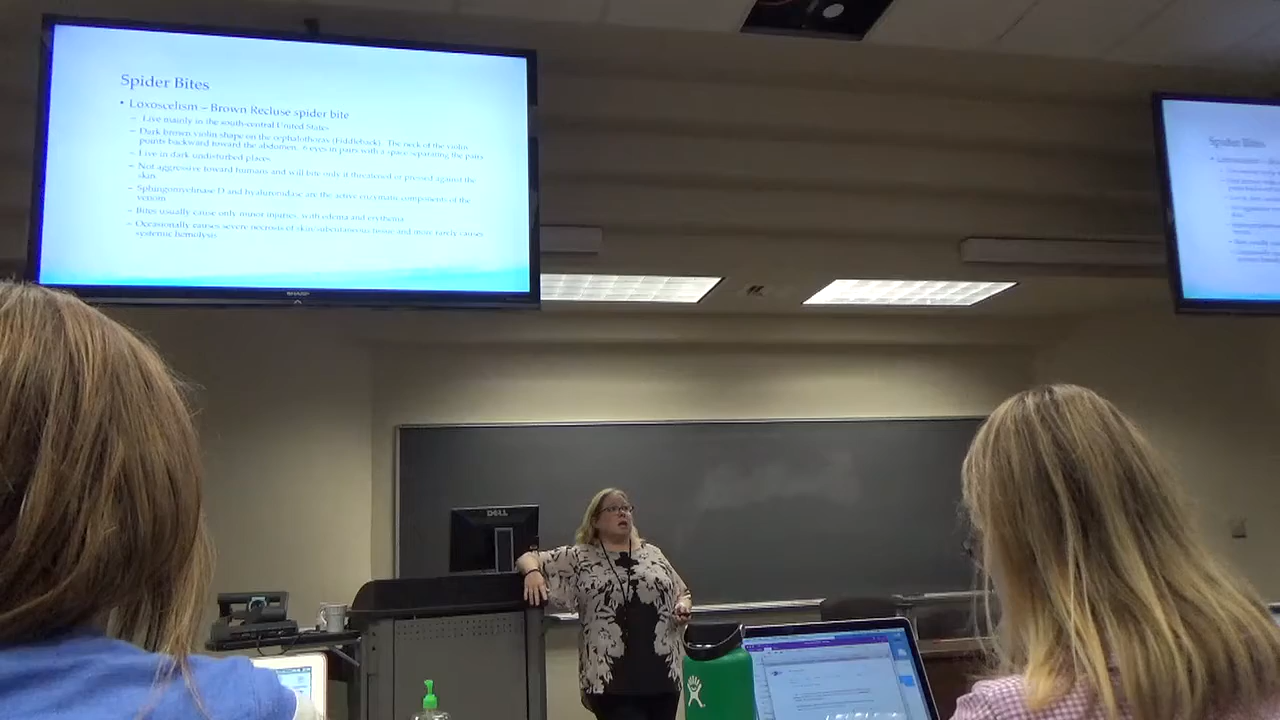 Spider Bites
• Loxoscelism – Brown Recluse spider bite
– Live mainly in the south-central United States
– Dark brown violin shape on the cephalothorax (Fiddleback). The neck of the violin
points backward toward the abdomen. 6 eyes in pairs with a space separating the pairs
– Live in dark undisturbed places
– Not aggressive toward humans and will bite only if threatened or pressed against the
skin
– Sphingomyelinase D and hyaluronidase are the active enzymatic components of the
venom
– Bites usually cause only minor injuries, with edema and erythema
– Occasionally causes severe necrosis of skin/subcutaneous tissue and more rarely causes
systemic hemolysis
SHARP
Spider Bites
DELL